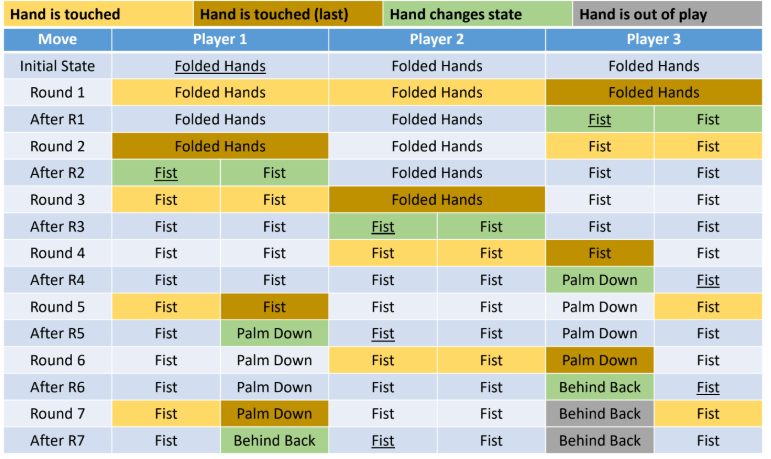 Hand is touched Hand is touched (last) Hand changes state Hand is out of play
Move Player 1 Player 2 Player 3
Initial State Folded Hands Folded Hands Folded Hands
Round 1 Folded Hands Folded Hands Folded Hands
After R1 Folded Hands Folded Hands Fist Fist
Round 2 Folded Hands Folded Hands Fist Fist
After R2 Fist Fist Folded Hands Fist Fist
Round 3 Fist Fist Folded Hands Fist Fist
After R3 Fist Fist Fist Fist Fist Fist
Round 4 Fist Fist Fist Fist Fist Fist
After R4 Fist Fist Fist Fist Palm Down Fist
Round 5 Fist Fist Fist Fist Palm Down Fist
After R5 Fist Palm Down Fist Fist Palm Down Fist
Round 6 Fist Palm Down Fist Fist Palm Down Fist
After R6 Fist Palm Down Fist Fist Behind Back Fist
Round 7 Fist Palm Down Fist Fist Behind Back Fist
After R7 Fist Behind Back Fist Fist Behind Back Fist